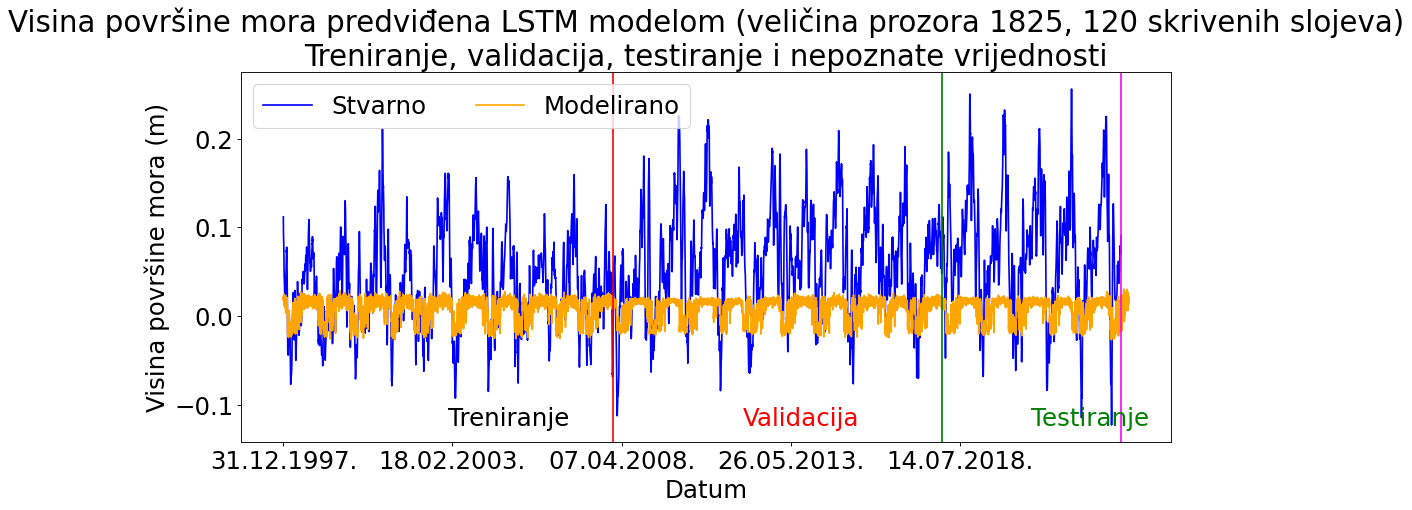 Visina površine mora predviđena LSTM modelom (veličina prozora 1825, 120 skrivenih slojeva)
Treniranje, validacija, testiranje i nepoznate vrijednosti
Stvarno Modelirano
Visina površine mora (m)
0.2
0.1
0.0
−0.1
Treniranje Validacija Testiranje
31.12.1997. 18.02.2003. 07.04.2008. 26.05.2013. 14.07.2018.
Datum